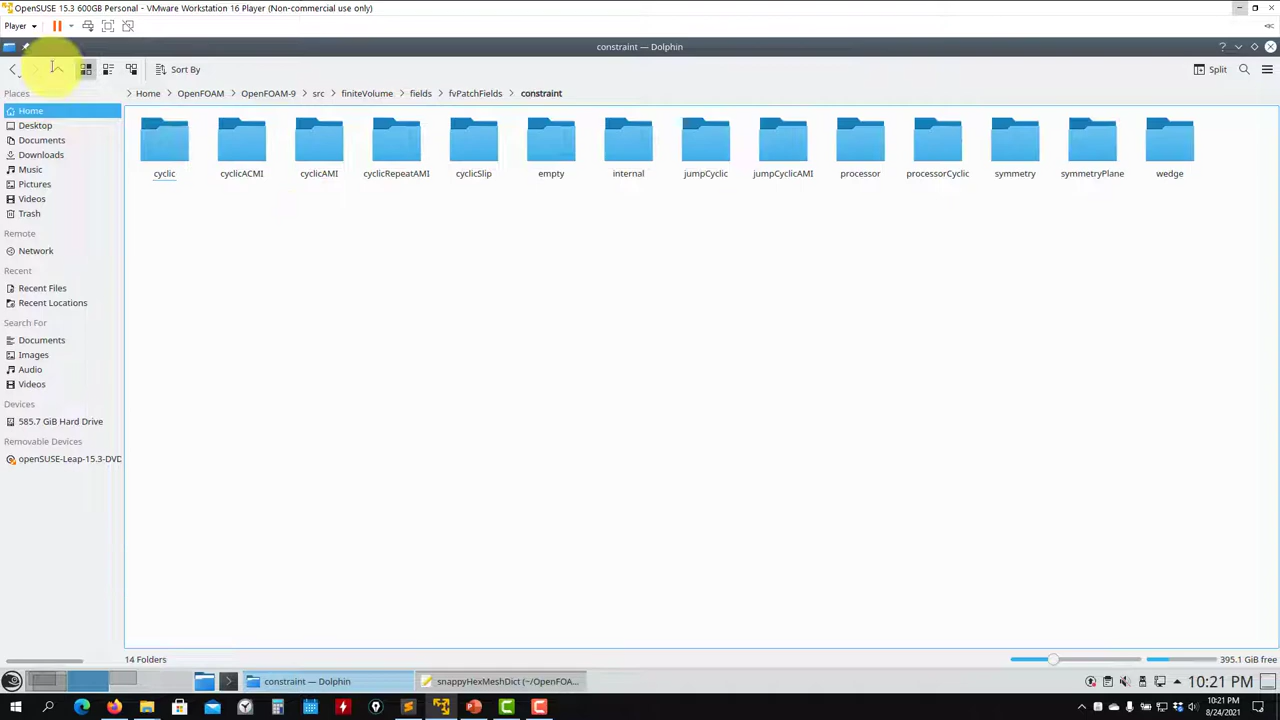 OpenSUSE 15.3 600GB Personal - VMware Workstation 16 Player (Non-commercial use only)
Player
constraint — Dolphin
Sort By
Split
Places
Home OpenFOAM OpenFOAM-9 src finiteVolume fields fvPatchFields constraint
Home
Desktop
Documents
Downloads
Music
Pictures
Videos
Trash
Remote
Network
Recent
Recent Files
Recent Locations
Search For
Documents
Images
Audio
Videos
Devices
585.7 GiB Hard Drive
Removable Devices
openSUSE-Leap-15.3-DVD
cyclic cyclicACMI cyclicAMI cyclicRepeatAMI cyclicSlip empty internal jumpCyclic jumpCyclicAMI processor processorCyclic symmetry symmetryPlane wedge
14 Folders
395.1 GiB free
constraint — Dolphin
snappyHexMeshDict (~/OpenFOA...
10:21 PM
10:21 PM
8/24/2021